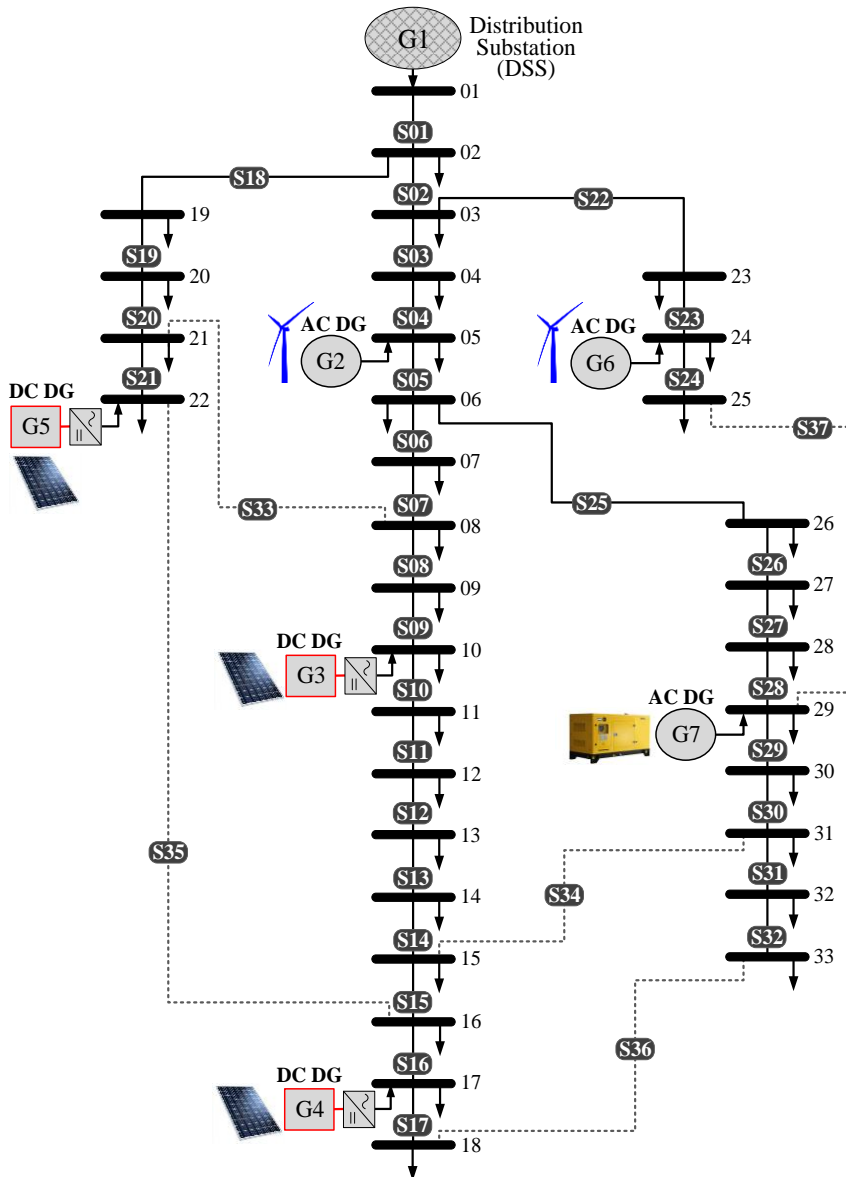 G1
Distribution
Substation
(DSS)
01
S01
02
S18
S02
S22
19
03
S19
S03
20
04
23
S20
S04
S23
AC DG
AC DG
21
G2
05
G6
24
S21
S05
S24
DC DG
22
06
25
G5
S37
S06
07
S33
S07
S25
08
26
S08
S26
09
27
S09
S27
DC DG
10
28
G3
S10
S28
AC DG
11
29
G7
S11
S29
12
30
S12
S30
13
31
S35
S13
S31
S34
14
32
S14
S32
15
33
S15
16
S16
S36
DC DG
17
G4
S17
18